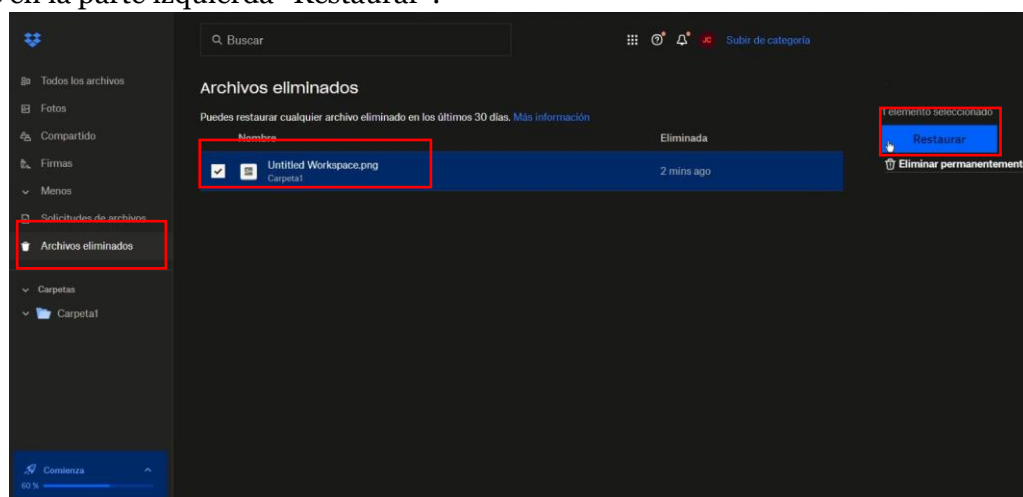 en la parte izquierda "Restaurar".
Buscar
JC
Subir de categoría
Todos los archivos
Fotos
Compartido
Firmas
Menos
Solicitudes de archivos
Archivos eliminados
Carpetas
Carpeta1
Comienza
60 %
Archivos eliminados
Puedes restaurar cualquier archivo eliminado en los últimos 30 días. Más información
Nombre
Eliminada
Untitled Workspace.png
Carpeta1
2 mins ago
1 elemento seleccionado
Restaurar
Eliminar permanentement